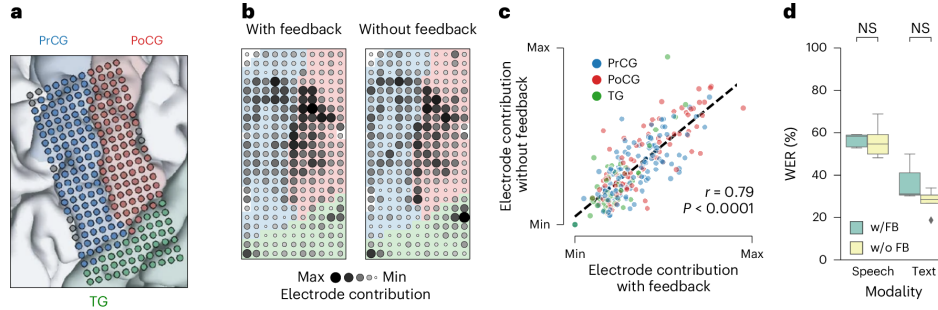 a
PrCG
PoCG
TG
b
With feedback
Without feedback
Max
Min
Electrode contribution
c
Max
Electrode contribution
without feedback
Min
PrCG
PoCG
TG
r = 0.79
P < 0.0001
Min
Max
Electrode contribution
with feedback
d
NS
NS
100
80
60
40
20
0
WER (%)
w/FB
w/o FB
Speech
Text
Modality